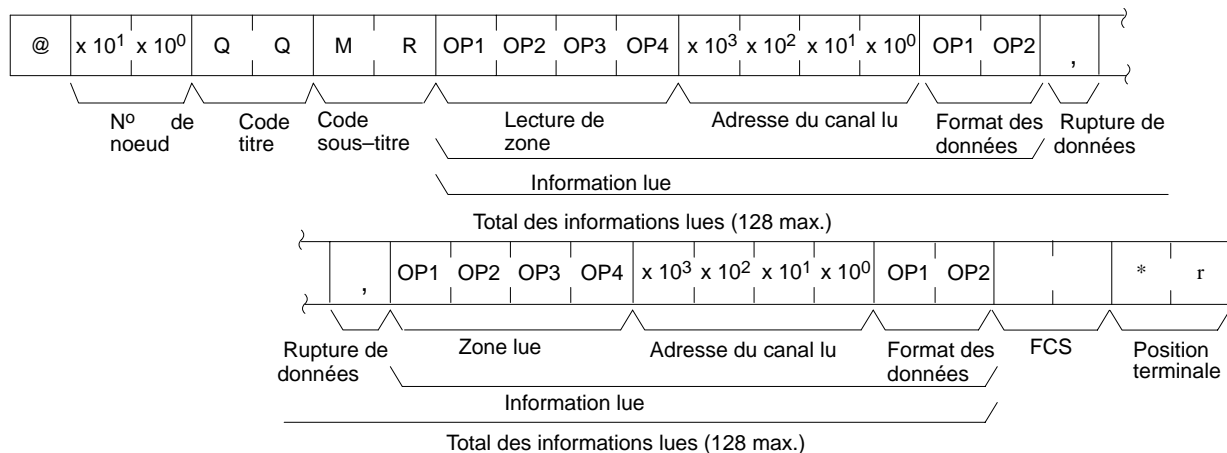 @ x 10¹ x 10⁰ Q Q M R OP1 OP2 OP3 OP4 x 10³ x 10² x 10¹ x 10⁰ OP1 OP2 ,
Nº de noeud
Code titre
Code sous–titre
Lecture de zone
Adresse du canal lu
Format des données
Rupture de données
Information lue
Total des informations lues (128 max.)
, OP1 OP2 OP3 OP4 x 10³ x 10² x 10¹ x 10⁰ OP1 OP2 * r
Rupture de données
Zone lue
Adresse du canal lu
Format des données
FCS
Position terminale
Information lue
Total des informations lues (128 max.)